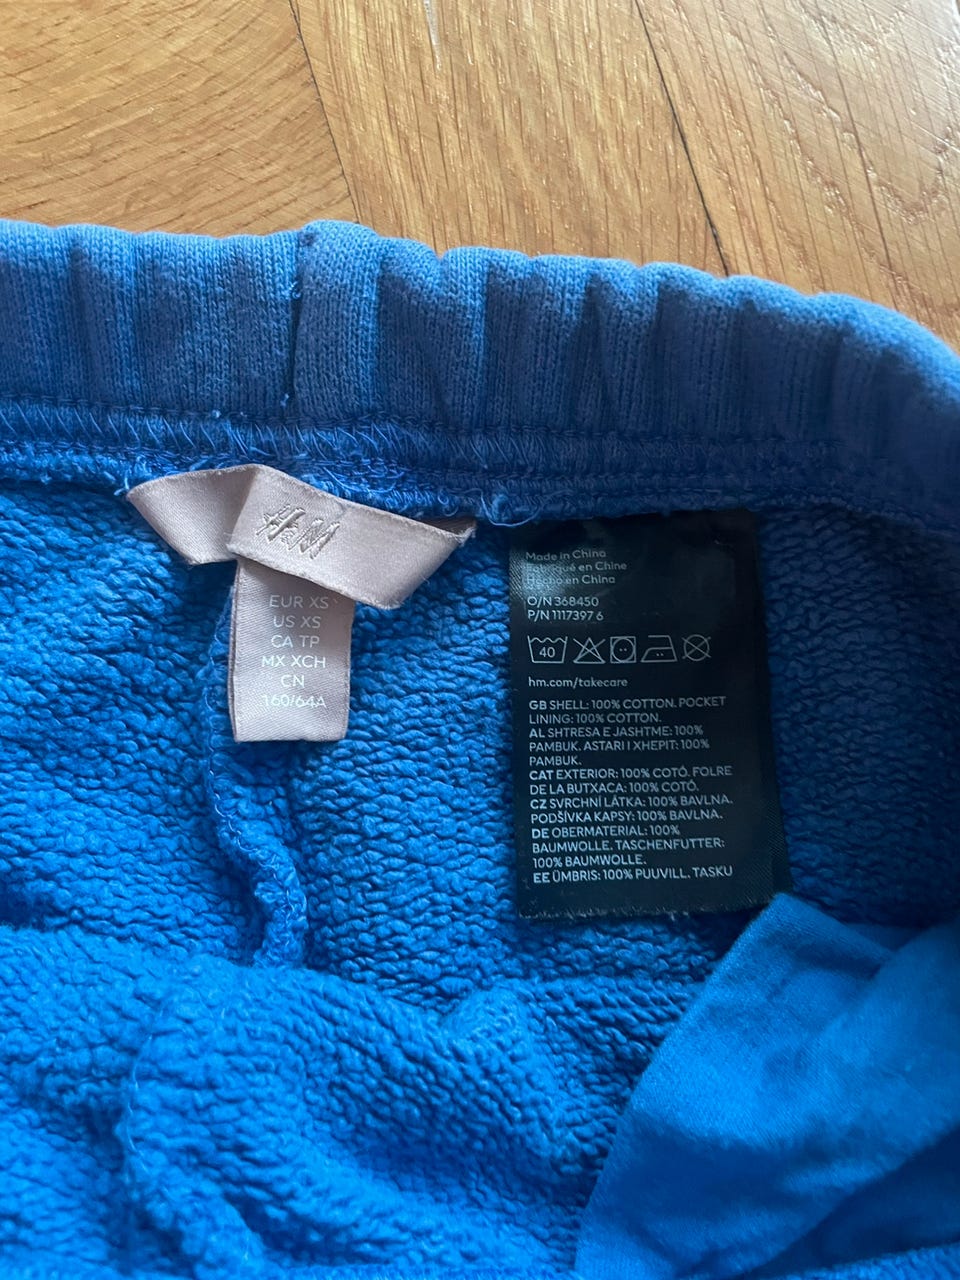 H&M
EUR XS
US XS
CA TP
MX XCH
CN
160/64A
Made in China
Fabriqué en Chine
Hecho en China
O/N 368450
P/N 1117397 6
40
hm.com/takecare
GB SHELL: 100% COTTON. POCKET
LINING: 100% COTTON.
AL SHTRESA E JASHTME: 100%
PAMBUK. ASTARI I XHEPIT: 100%
PAMBUK.
CAT EXTERIOR: 100% COTÓ. FOLRE
DE LA BUTXACA: 100% COTÓ.
CZ SVRCHNÍ LÁTKA: 100% BAVLNA.
PODŠÍVKA KAPSY: 100% BAVLNA.
DE OBERMATERIAL: 100%
BAUMWOLLE. TASCHENFUTTER:
100% BAUMWOLLE.
EE ÜMBRIS: 100% PUUVILL. TASKU